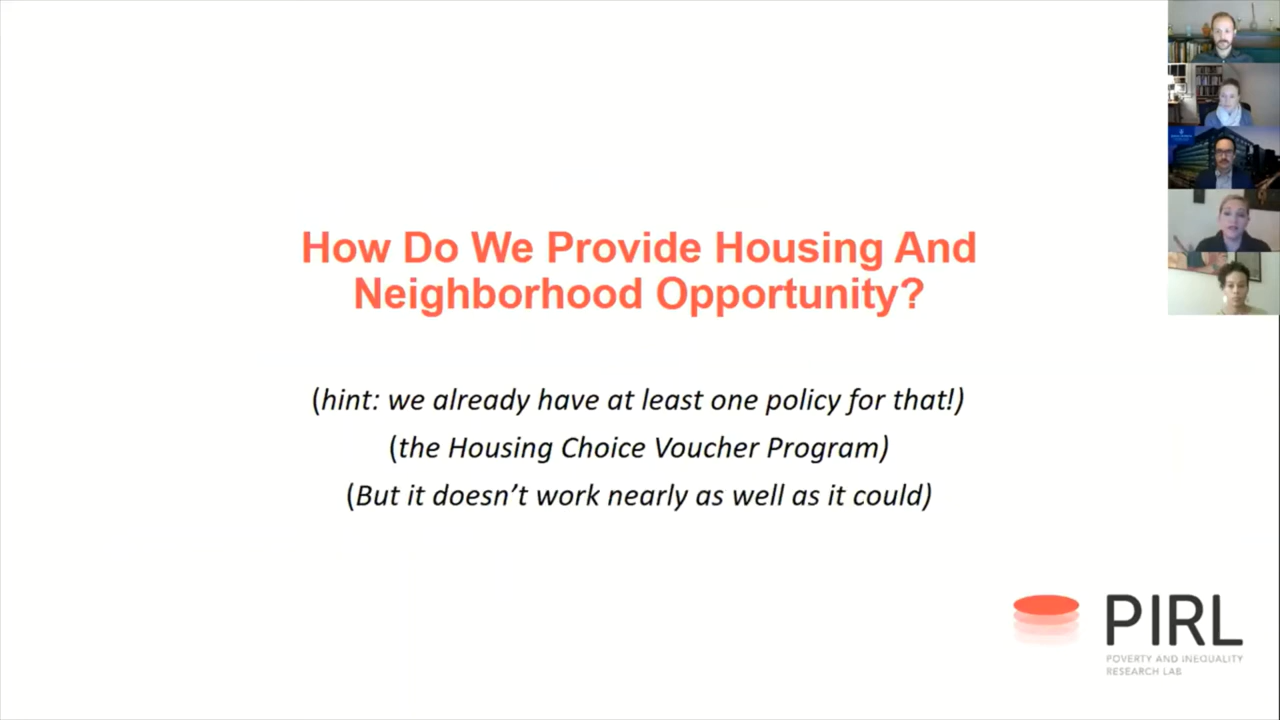 How Do We Provide Housing And
Neighborhood Opportunity?
(hint: we already have at least one policy for that!)
(the Housing Choice Voucher Program)
(But it doesn't work nearly as well as it could)
PIRL
POVERTY AND INEQUALITY
RESEARCH LAB